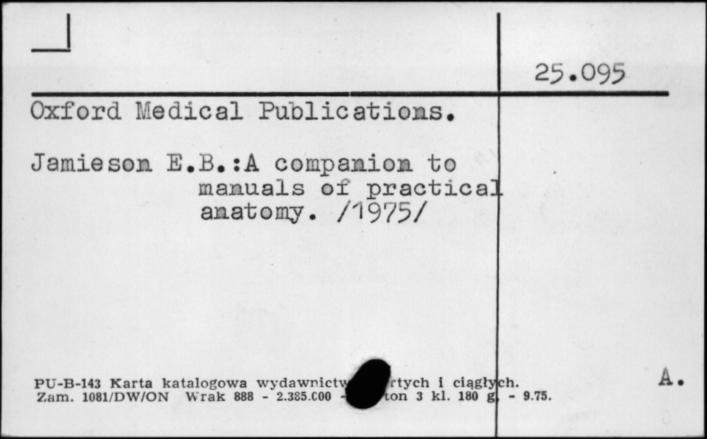 25.095
Oxford Medical Publications.
Jamieson E.B.:A companion to
manuals of practical
anatomy. /1975/
A.
PU-B-143 Karta katalogowa wydawnictw rtych i ciągłych.
Zam. 1081/DW/ON Wrak 888 - 2.385.000 - ton 3 kl. 180 g. - 9.75.